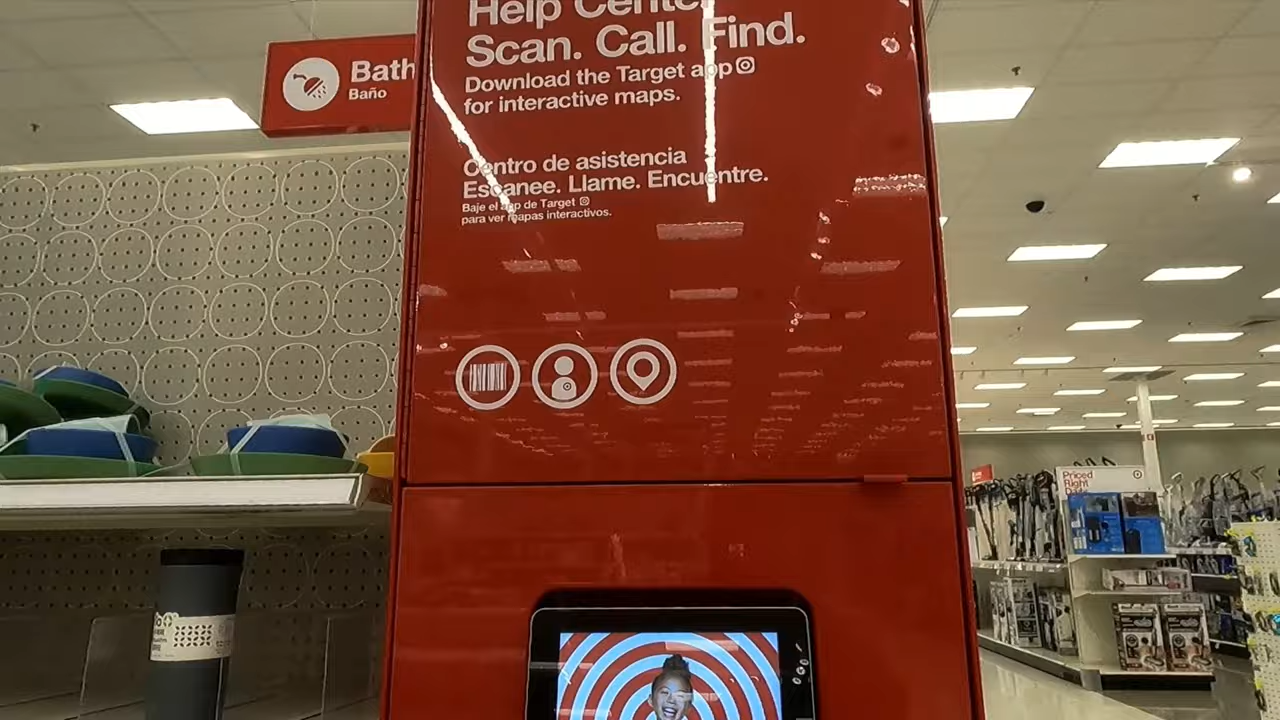 Help Center
Scan. Call. Find.
Download the Target app
for interactive maps.
Centro de asistencia
Escanee. Llame. Encuentre.
Baje el app de Target
para ver mapas interactivos.
Bath
Baño
Priced
Right